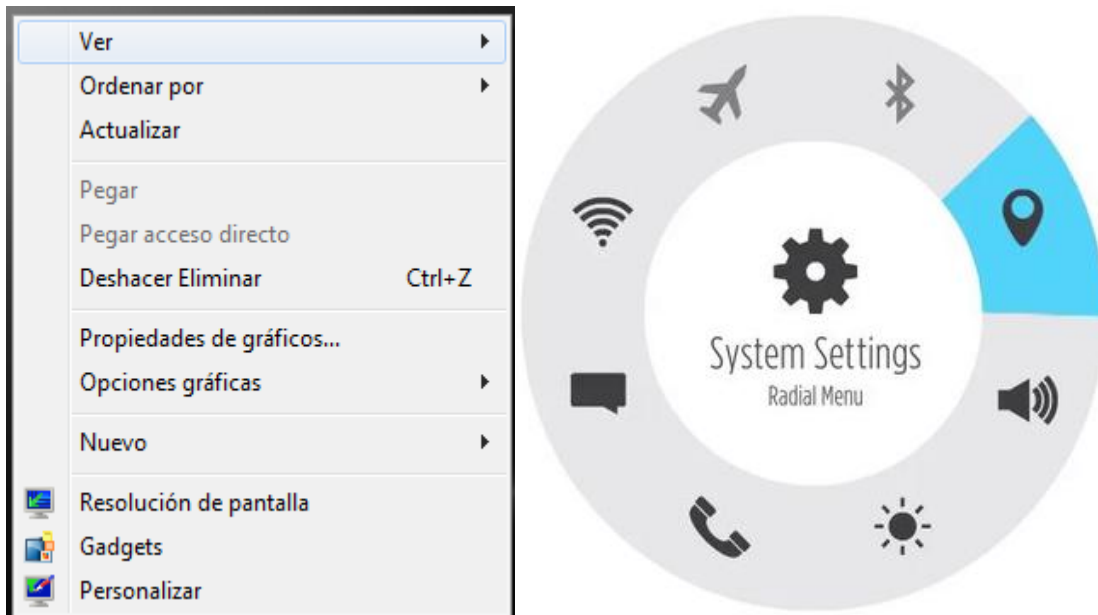 Ver
Ordenar por
Actualizar
Pegar
Pegar acceso directo
Deshacer Eliminar Ctrl+Z
Propiedades de gráficos...
Opciones gráficas
Nuevo
Resolución de pantalla
Gadgets
Personalizar
System Settings
Radial Menu